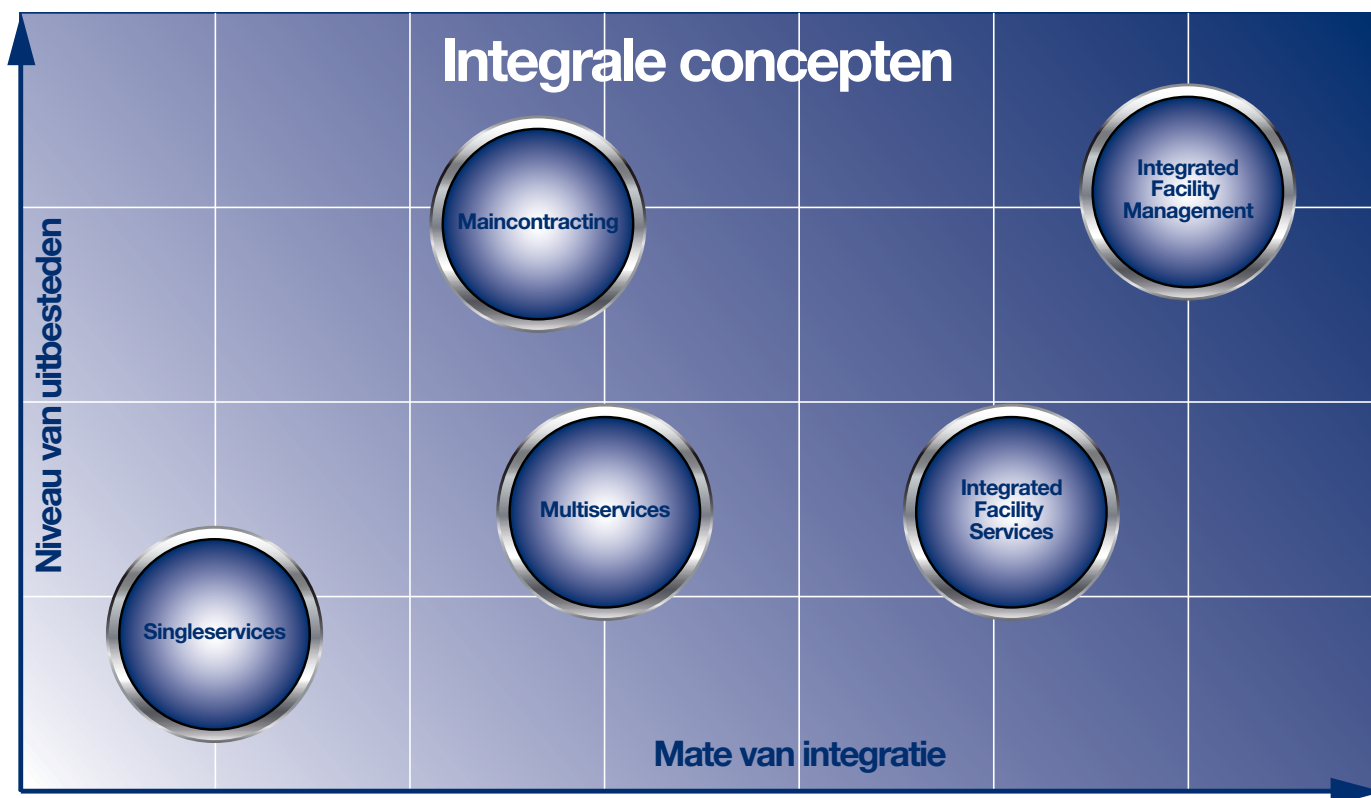 Integrale concepten
Niveau van uitbesteden
Maincontracting
Integrated
Facility
Management
Multiservices
Integrated
Facility
Services
Singleservices
Mate van integratie